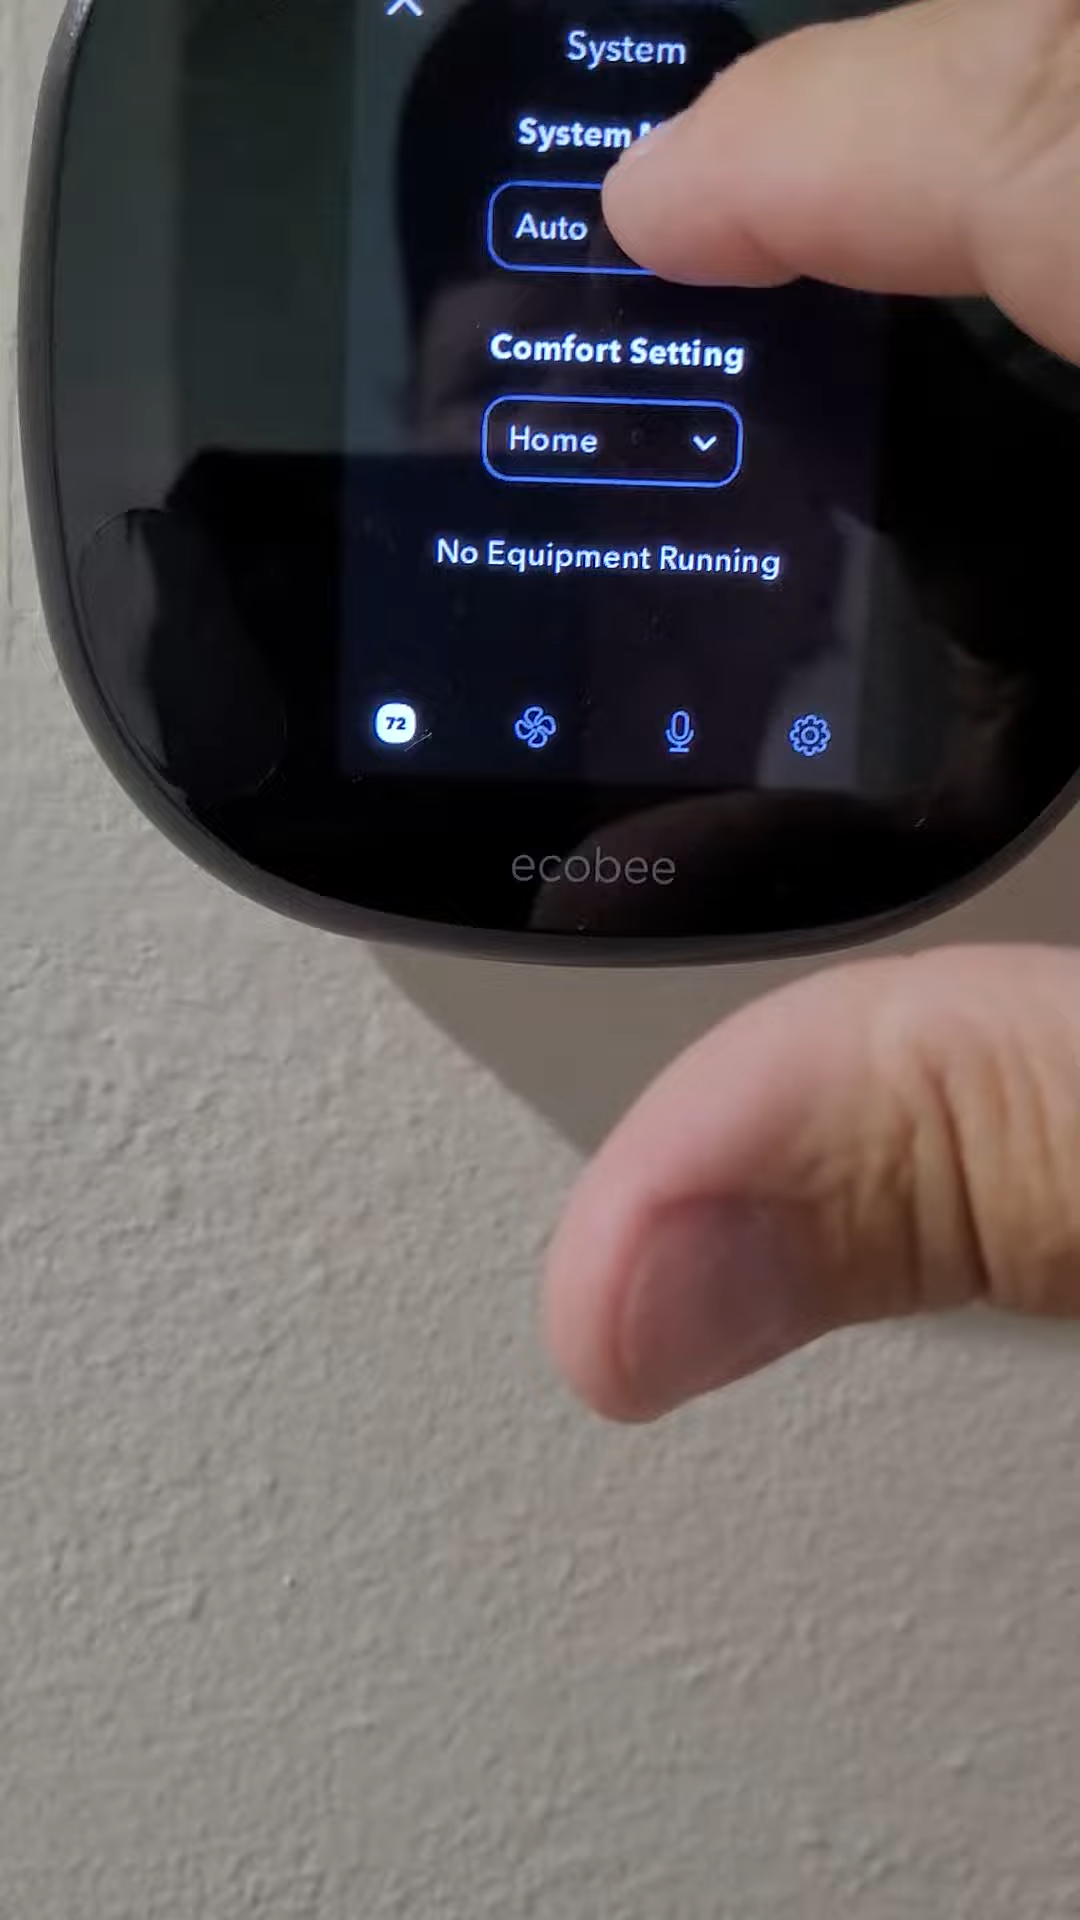 System
System
Auto
Comfort Setting
Home
No Equipment Running
72
ecobee